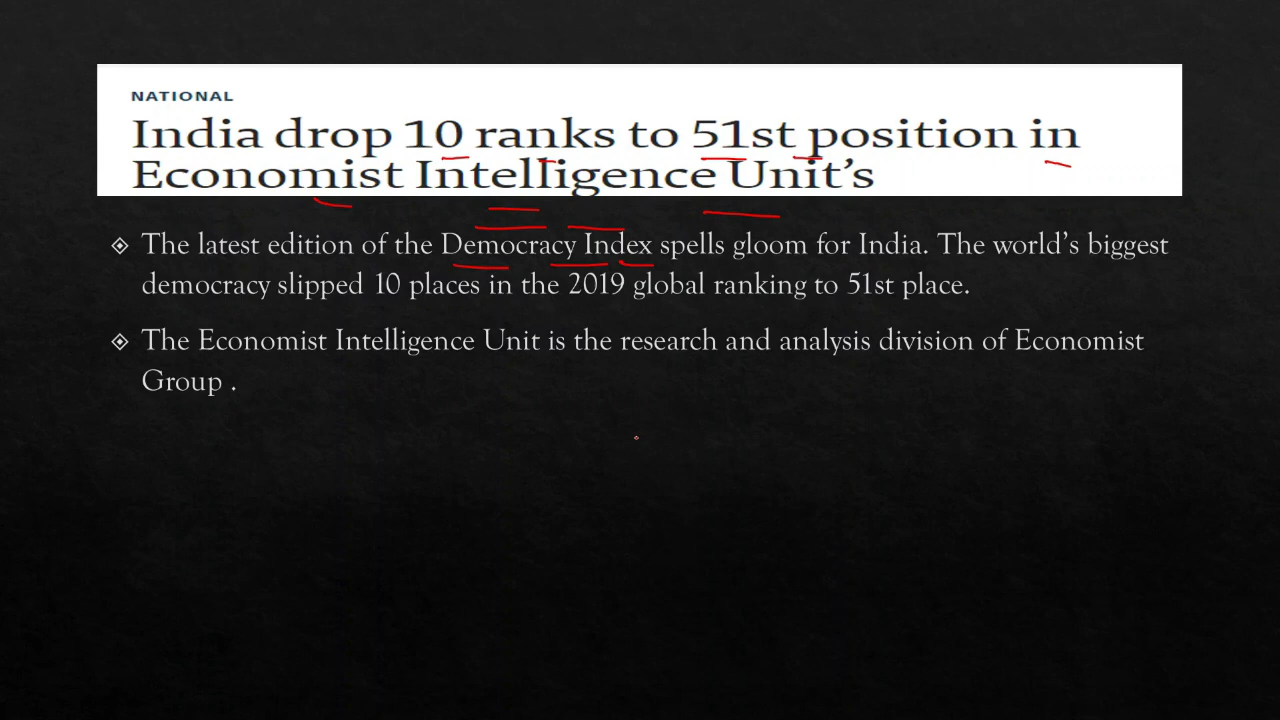 NATIONAL
India drop 10 ranks to 51st position in
Economist Intelligence Unit’s
The latest edition of the Democracy Index spells gloom for India. The world’s biggest
democracy slipped 10 places in the 2019 global ranking to 51st place.
The Economist Intelligence Unit is the research and analysis division of Economist
Group .